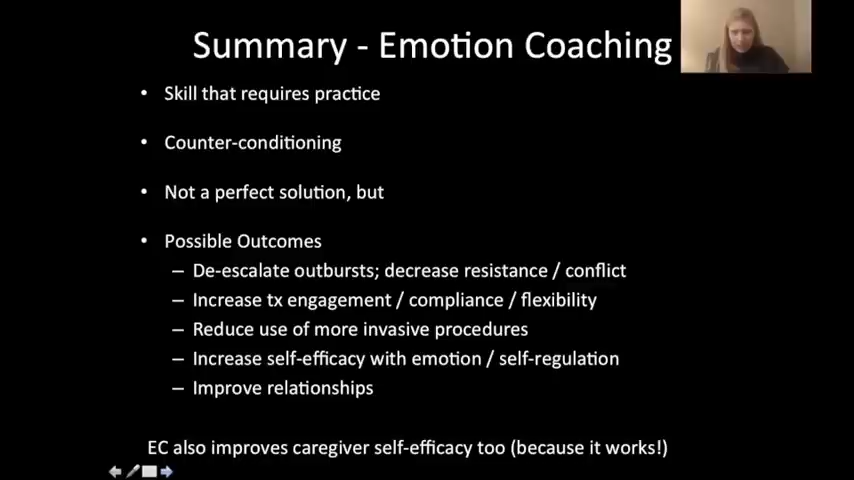 Summary - Emotion Coaching
• Skill that requires practice
• Counter-conditioning
• Not a perfect solution, but
• Possible Outcomes
– De-escalate outbursts; decrease resistance / conflict
– Increase tx engagement / compliance / flexibility
– Reduce use of more invasive procedures
– Increase self-efficacy with emotion / self-regulation
– Improve relationships
EC also improves caregiver self-efficacy too (because it works!)